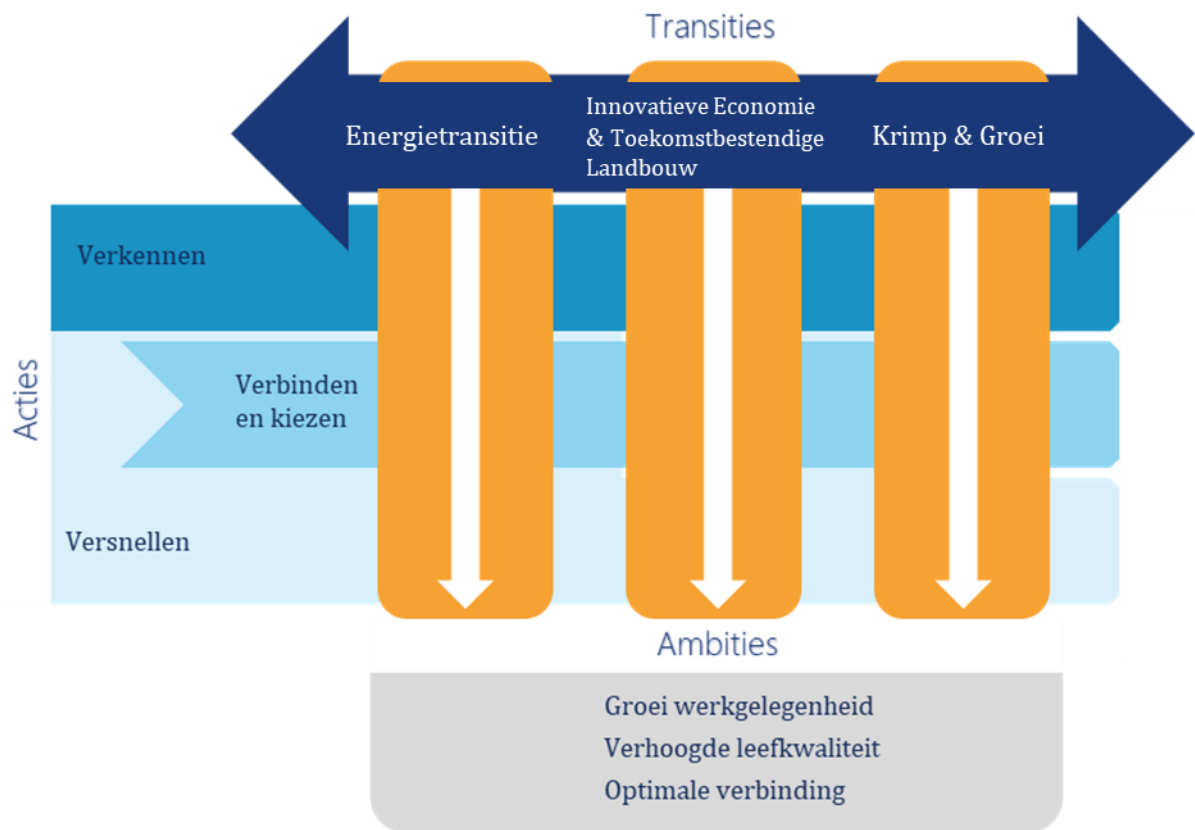 Transities
Energietransitie
Innovatieve Economie
& Toekomstbestendige
Landbouw
Krimp & Groei
Acties
Verkennen
Verbinden
en kiezen
Versnellen
Ambities
Groei werkgelegenheid
Verhoogde leefkwaliteit
Optimale verbinding